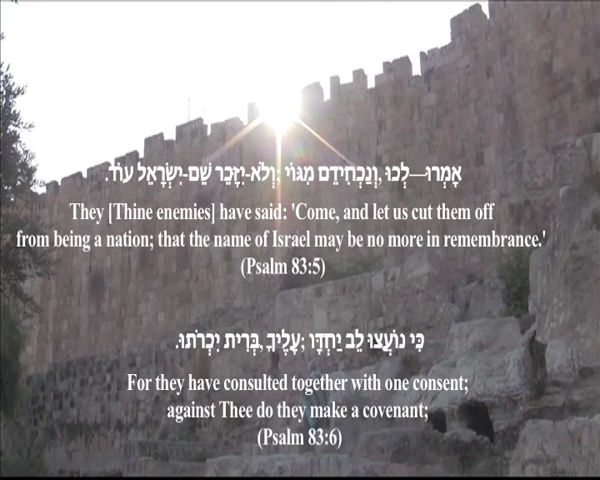 אָמְרוּ—לְכוּ, וְנַכְחִידֵם מִגּוֹי; וְלֹא-יִזָּכֵר שֵׁם-יִשְׂרָאֵל עוֹד.
They [Thine enemies] have said: 'Come, and let us cut them off
from being a nation; that the name of Israel may be no more in remembrance.'
(Psalm 83:5)
כִּי נוֹעֲצוּ לֵב יַחְדָּו; עָלֶיךָ, בְּרִית יִכְרֹתוּ.
For they have consulted together with one consent;
against Thee do they make a covenant;
(Psalm 83:6)